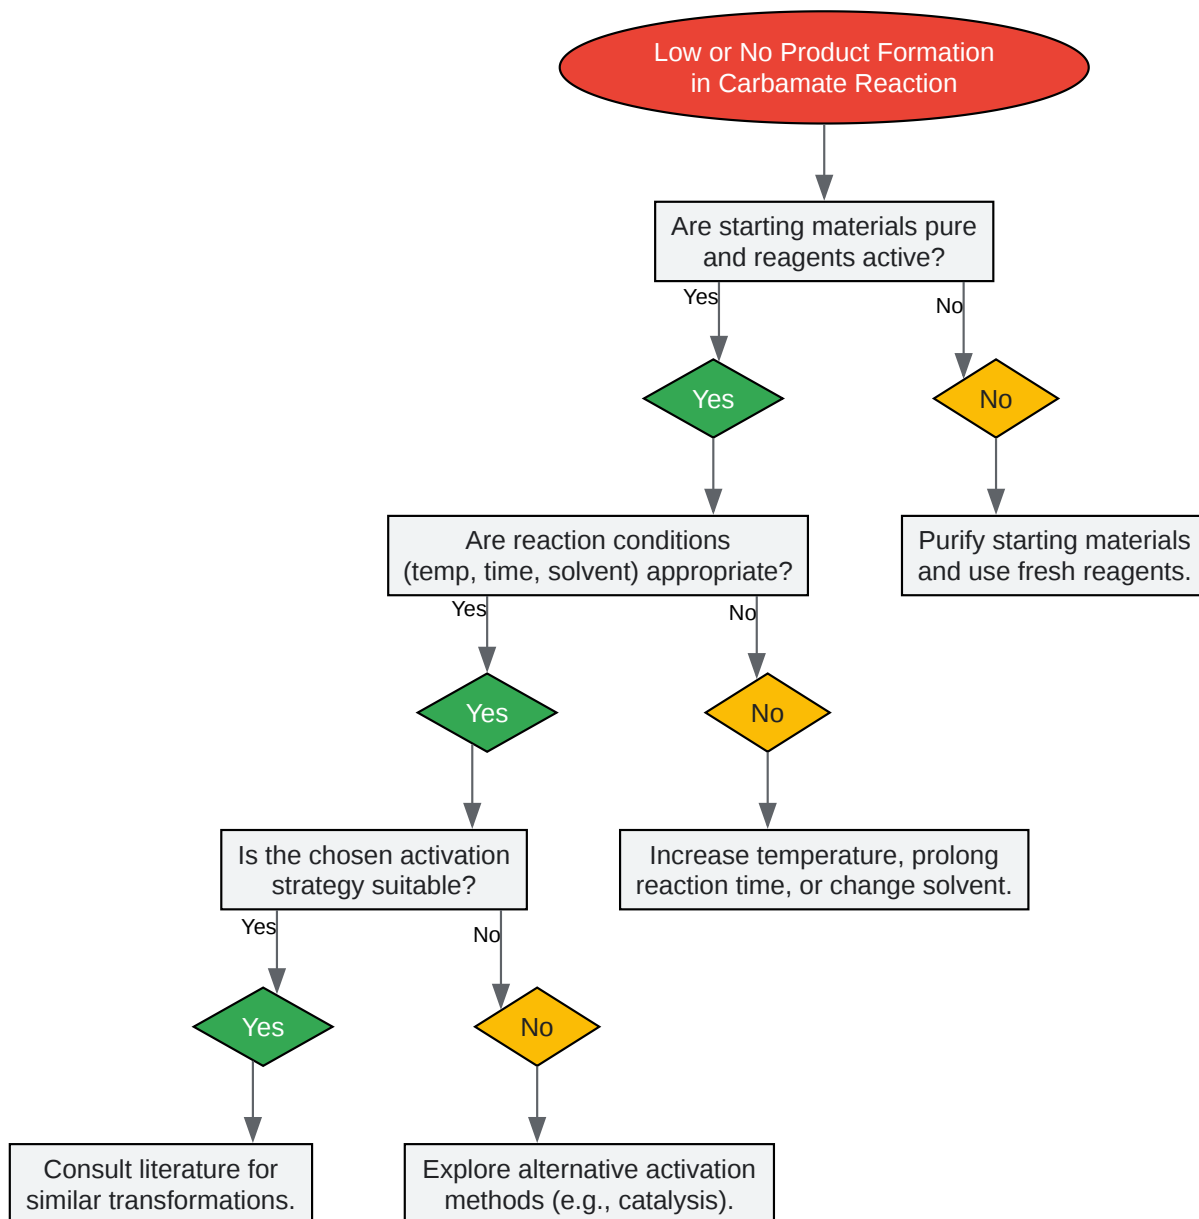 Low or No Product Formation
in Carbamate Reaction
Are starting materials pure
and reagents active?
Yes
No
Yes
No
Are reaction conditions
(temp, time, solvent) appropriate?
Purify starting materials
and use fresh reagents.
Yes
No
Yes
No
Is the chosen activation
strategy suitable?
Increase temperature, prolong
reaction time, or change solvent.
Yes
No
Yes
No
Consult literature for
similar transformations.
Explore alternative activation
methods (e.g., catalysis).